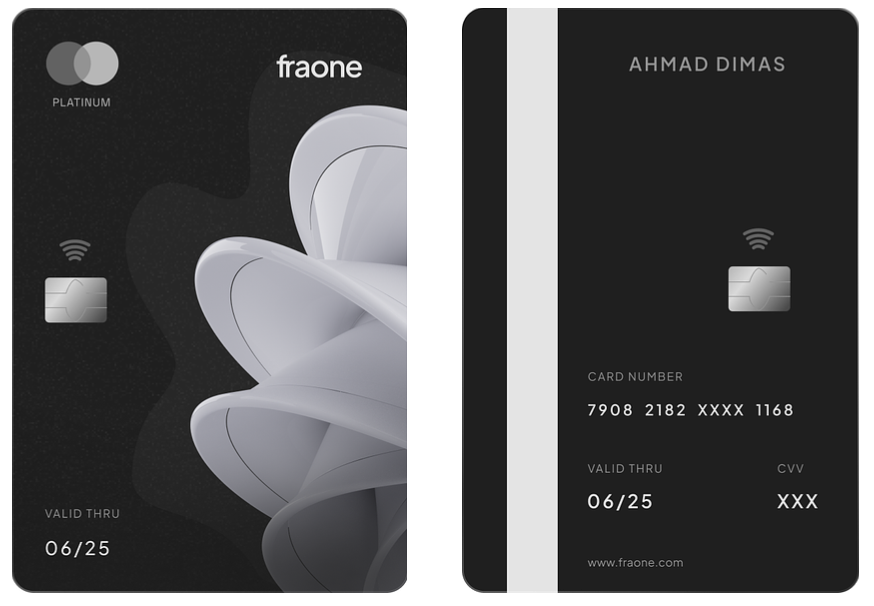 PLATINUM
fraone
VALID THRU
06/25
AHMAD DIMAS
CARD NUMBER
7908 2182 XXXX 1168
VALID THRU
CVV
06/25
XXX
www.fraone.com